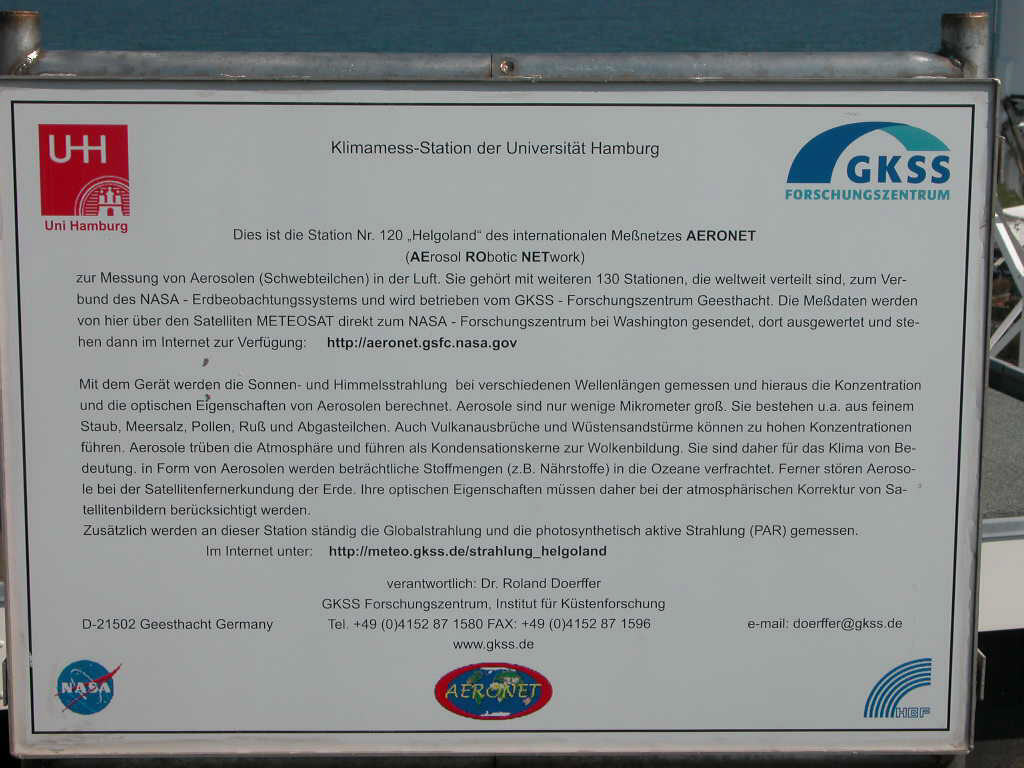 UHH
Uni Hamburg
Klimamess-Station der Universität Hamburg
GKSS
FORSCHUNGSZENTRUM
Dies ist die Station Nr. 120 „Helgoland“ des internationalen Meßnetzes AERONET
(AErosol RObotic NETwork)
zur Messung von Aerosolen (Schwebteilchen) in der Luft. Sie gehört mit weiteren 130 Stationen, die weltweit verteilt sind, zum Ver-
bund des NASA - Erdbeobachtungssystems und wird betrieben vom GKSS - Forschungszentrum Geesthacht. Die Meßdaten werden
von hier über den Satelliten METEOSAT direkt zum NASA - Forschungszentrum bei Washington gesendet, dort ausgewertet und ste-
hen dann im Internet zur Verfügung: http://aeronet.gsfc.nasa.gov
Mit dem Gerät werden die Sonnen- und Himmelsstrahlung bei verschiedenen Wellenlängen gemessen und hieraus die Konzentration
und die optischen Eigenschaften von Aerosolen berechnet. Aerosole sind nur wenige Mikrometer groß. Sie bestehen u.a. aus feinem
Staub, Meersalz, Pollen, Ruß und Abgasteilchen. Auch Vulkanausbrüche und Wüstensandstürme können zu hohen Konzentrationen
führen. Aerosole trüben die Atmosphäre und führen als Kondensationskerne zur Wolkenbildung. Sie sind daher für das Klima von Be-
deutung. in Form von Aerosolen werden beträchtliche Stoffmengen (z.B. Nährstoffe) in die Ozeane verfrachtet. Ferner stören Aeroso-
le bei der Satellitenfernerkundung der Erde. Ihre optischen Eigenschaften müssen daher bei der atmosphärischen Korrektur von Sa-
tellitenbildern berücksichtigt werden.
Zusätzlich werden an dieser Station ständig die Globalstrahlung und die photosynthetisch aktive Strahlung (PAR) gemessen.
Im Internet unter: http://meteo.gkss.de/strahlung_helgoland
verantwortlich: Dr. Roland Doerffer
GKSS Forschungszentrum, Institut für Küstenforschung
D-21502 Geesthacht Germany Tel. +49 (0)4152 87 1580 FAX: +49 (0)4152 87 1596 e-mail: doerffer@gkss.de
www.gkss.de
NASA
AERONET
HBF